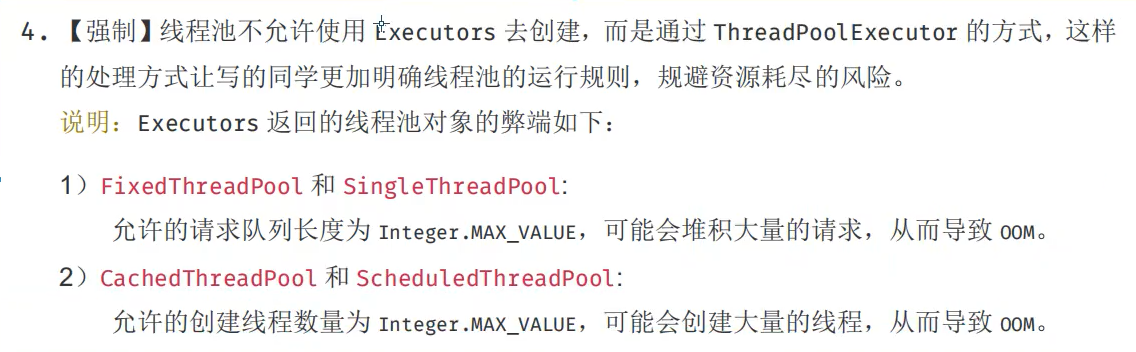 4. 【强制】线程池不允许使用 Executors 去创建，而是通过 ThreadPoolExecutor 的方式，这样
的处理方式让写的同学更加明确线程池的运行规则，规避资源耗尽的风险。
说明：Executors 返回的线程池对象的弊端如下：
1）FixedThreadPool 和 SingleThreadPool:
允许的请求队列长度为 Integer.MAX_VALUE，可能会堆积大量的请求，从而导致 OOM。
2）CachedThreadPool 和 ScheduledThreadPool:
允许的创建线程数量为 Integer.MAX_VALUE，可能会创建大量的线程，从而导致 OOM。